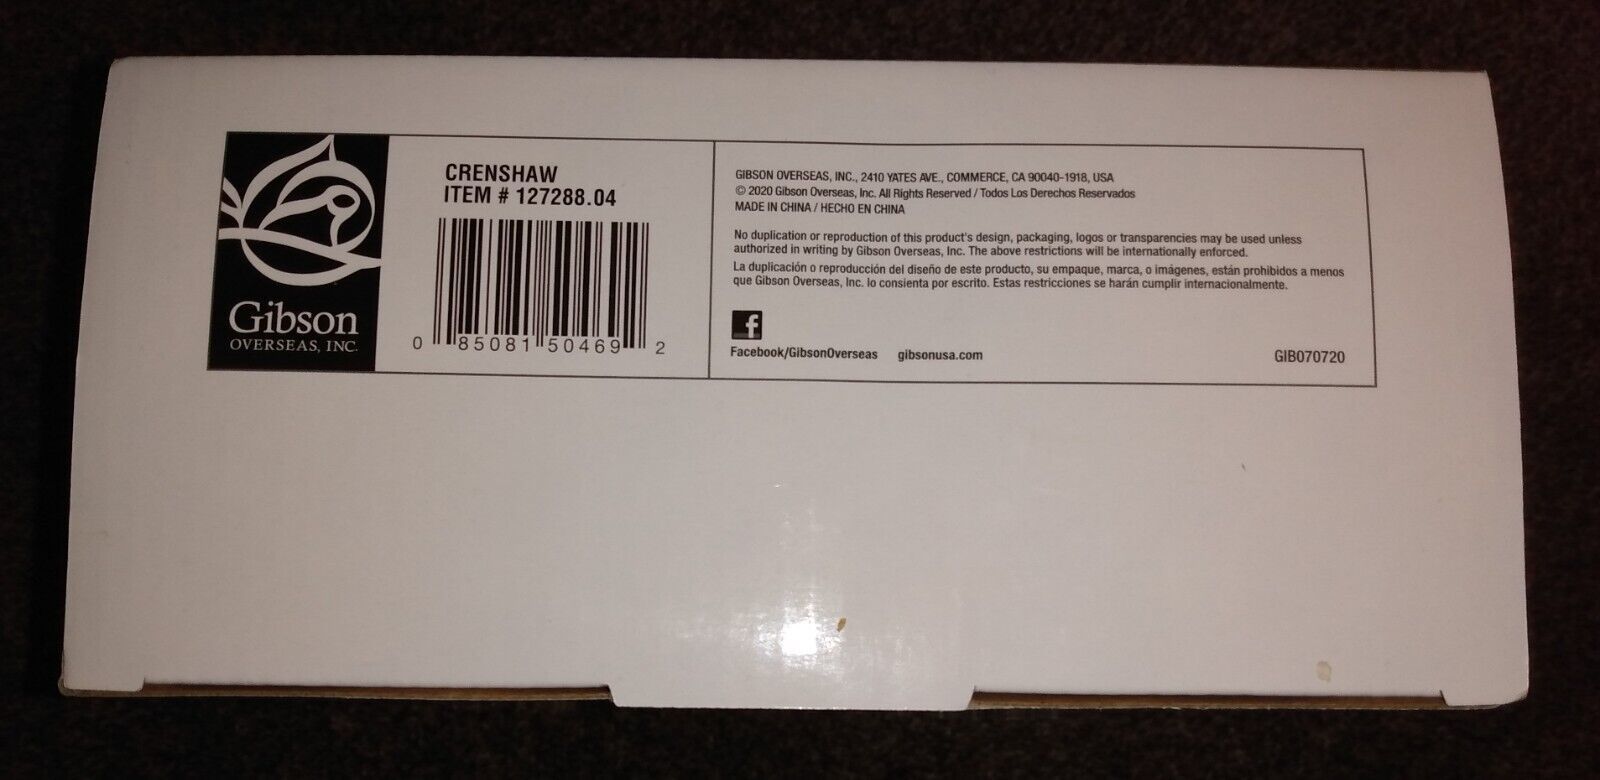 Gibson
OVERSEAS, INC.
CRENSHAW
ITEM # 127288.04
0 85081 50469 2
GIBSON OVERSEAS, INC., 2410 YATES AVE., COMMERCE, CA 90040-1918, USA
© 2020 Gibson Overseas, Inc. All Rights Reserved / Todos Los Derechos Reservados
MADE IN CHINA / HECHO EN CHINA
No duplication or reproduction of this product's design, packaging, logos or transparencies may be used unless
authorized in writing by Gibson Overseas, Inc. The above restrictions will be internationally enforced.
La duplicación o reproducción del diseño de este producto, su empaque, marca, o imágenes, están prohibidos a menos
que Gibson Overseas, Inc. lo consienta por escrito. Estas restricciones se harán cumplir internacionalmente.
f
Facebook/GibsonOverseas gibsonusa.com GIB070720